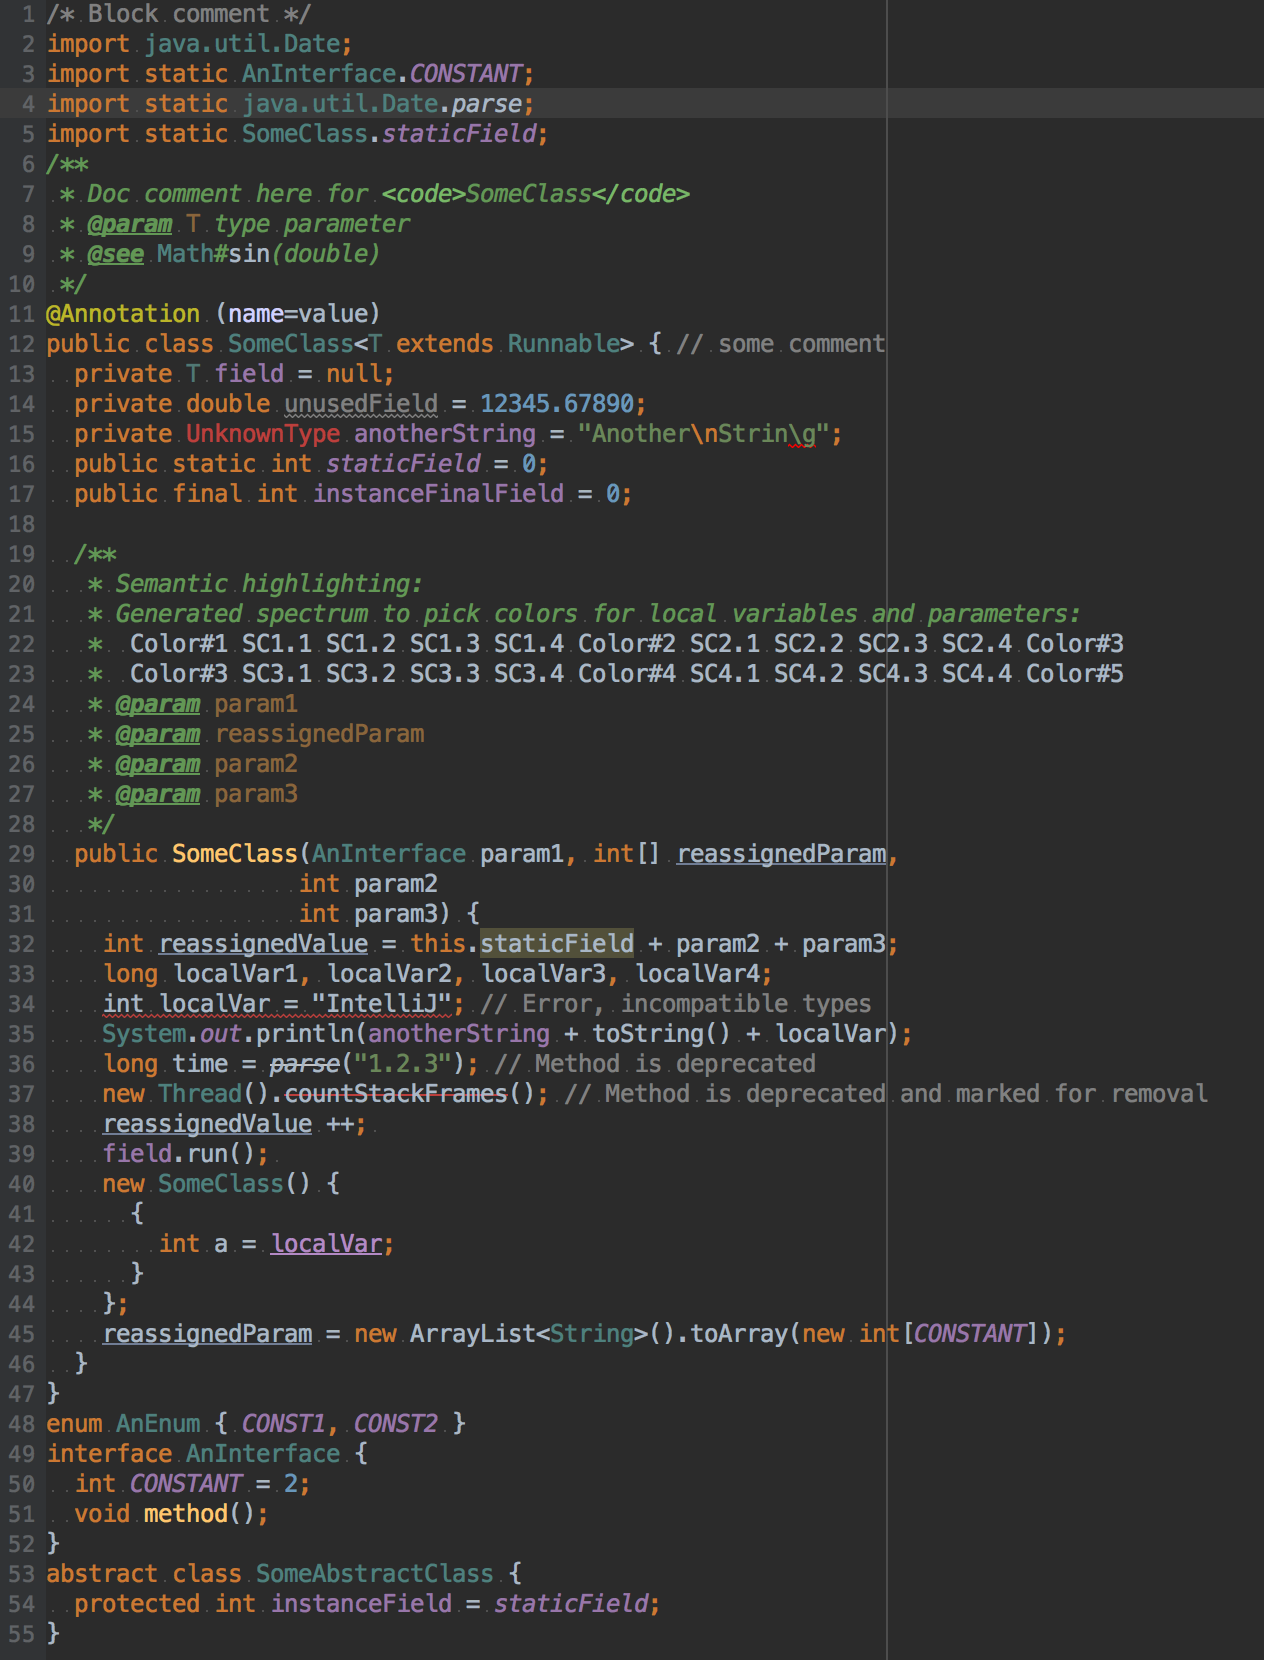 1 /* Block comment */
2 import java.util.Date;
3 import static AnInterface.CONSTANT;
4 import static java.util.Date.parse;
5 import static SomeClass.staticField;
6 /**
7  * Doc comment here for <code>SomeClass</code>
8  * @param T type parameter
9  * @see Math#sin(double)
10  */
11 @Annotation (name=value)
12 public class SomeClass<T extends Runnable> { // some comment
13   private T field = null;
14   private double unusedField = 12345.67890;
15   private UnknownType anotherString = "Another\nStrin\g";
16   public static int staticField = 0;
17   public final int instanceFinalField = 0;
18
19   /**
20    * Semantic highlighting:
21    * Generated spectrum to pick colors for local variables and parameters:
22    *  Color#1 SC1.1 SC1.2 SC1.3 SC1.4 Color#2 SC2.1 SC2.2 SC2.3 SC2.4 Color#3
23    *  Color#3 SC3.1 SC3.2 SC3.3 SC3.4 Color#4 SC4.1 SC4.2 SC4.3 SC4.4 Color#5
24    * @param param1
25    * @param reassignedParam
26    * @param param2
27    * @param param3
28    */
29   public SomeClass(AnInterface param1, int[] reassignedParam,
30                   int param2
31                   int param3) {
32     int reassignedValue = this.staticField + param2 + param3;
33     long localVar1, localVar2, localVar3, localVar4;
34     int localVar = "IntelliJ"; // Error, incompatible types
35     System.out.println(anotherString + toString() + localVar);
36     long time = parse("1.2.3"); // Method is deprecated
37     new Thread().countStackFrames(); // Method is deprecated and marked for removal
38     reassignedValue ++;
39     field.run();
40     new SomeClass() {
41       {
42         int a = localVar;
43       }
44     };
45     reassignedParam = new ArrayList<String>().toArray(new int[CONSTANT]);
46   }
47 }
48 enum AnEnum { CONST1, CONST2 }
49 interface AnInterface {
50   int CONSTANT = 2;
51   void method();
52 }
53 abstract class SomeAbstractClass {
54   protected int instanceField = staticField;
55 }